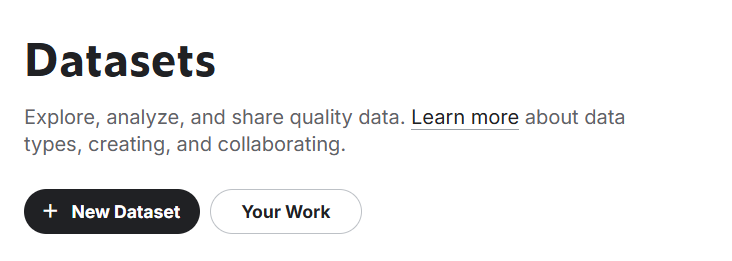 Datasets
Explore, analyze, and share quality data. Learn more about data
types, creating, and collaborating.
+ New Dataset Your Work